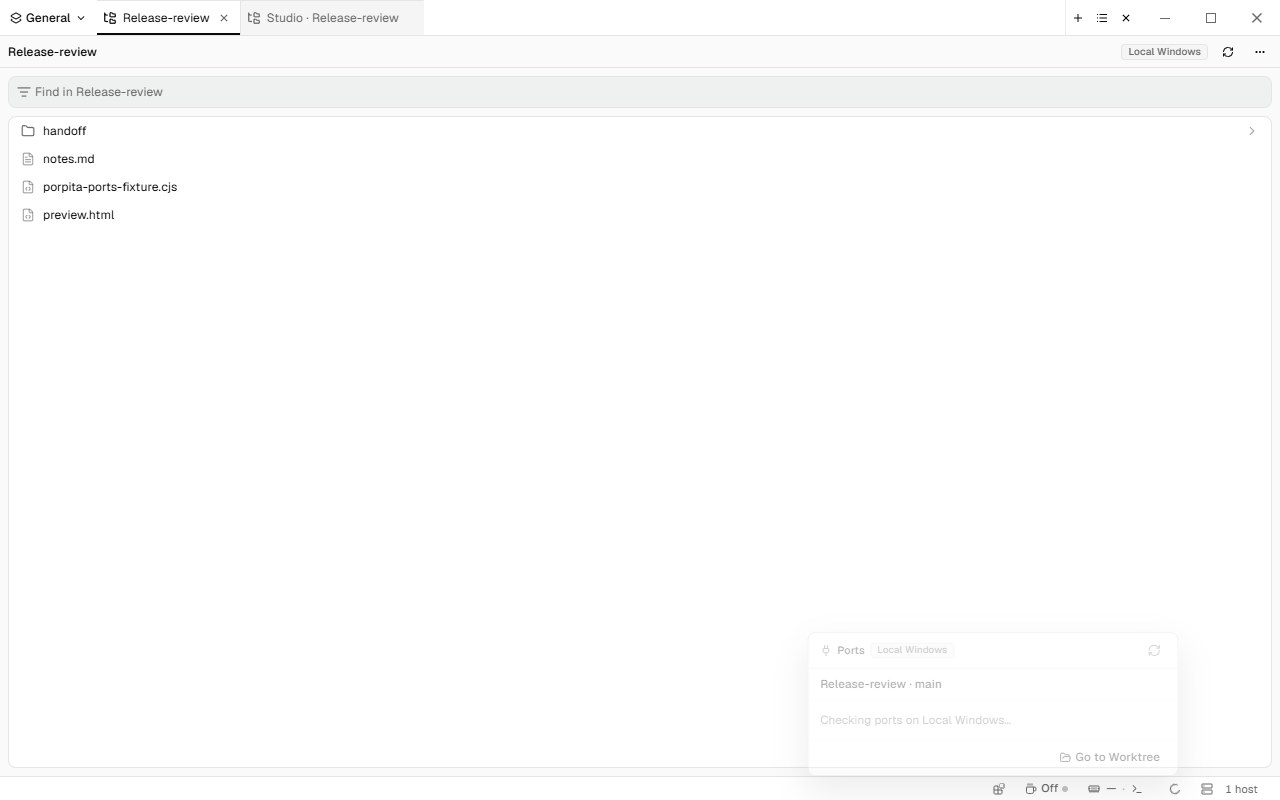 General
Release-review
Studio · Release-review
Release-review
Local Windows
Find in Release-review
handoff
notes.md
porpita-ports-fixture.cjs
preview.html
Ports
Local Windows
Release-review · main
Checking ports on Local Windows…
Go to Worktree
Off
— ·
1 host